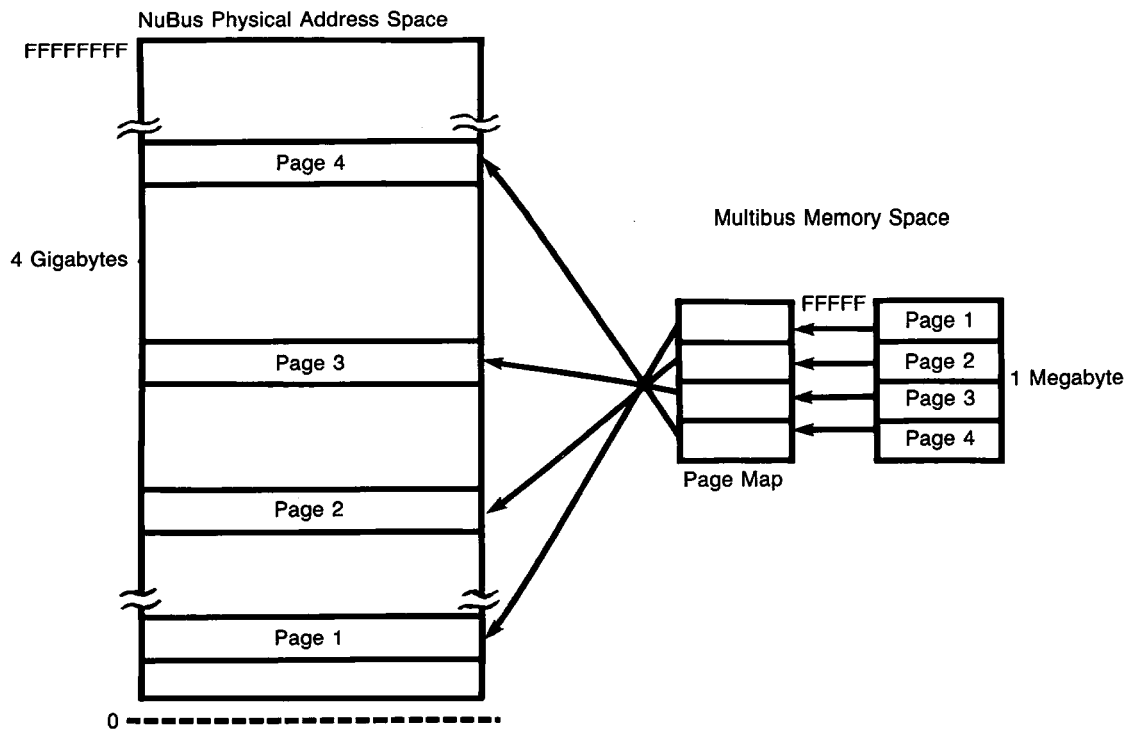 NuBus Physical Address Space
FFFFFFFF
Page 4
4 Gigabytes
Page 3
Page 2
Page 1
0
Multibus Memory Space
FFFFF
Page 1
Page 2
Page 3
Page 4
1 Megabyte
Page Map